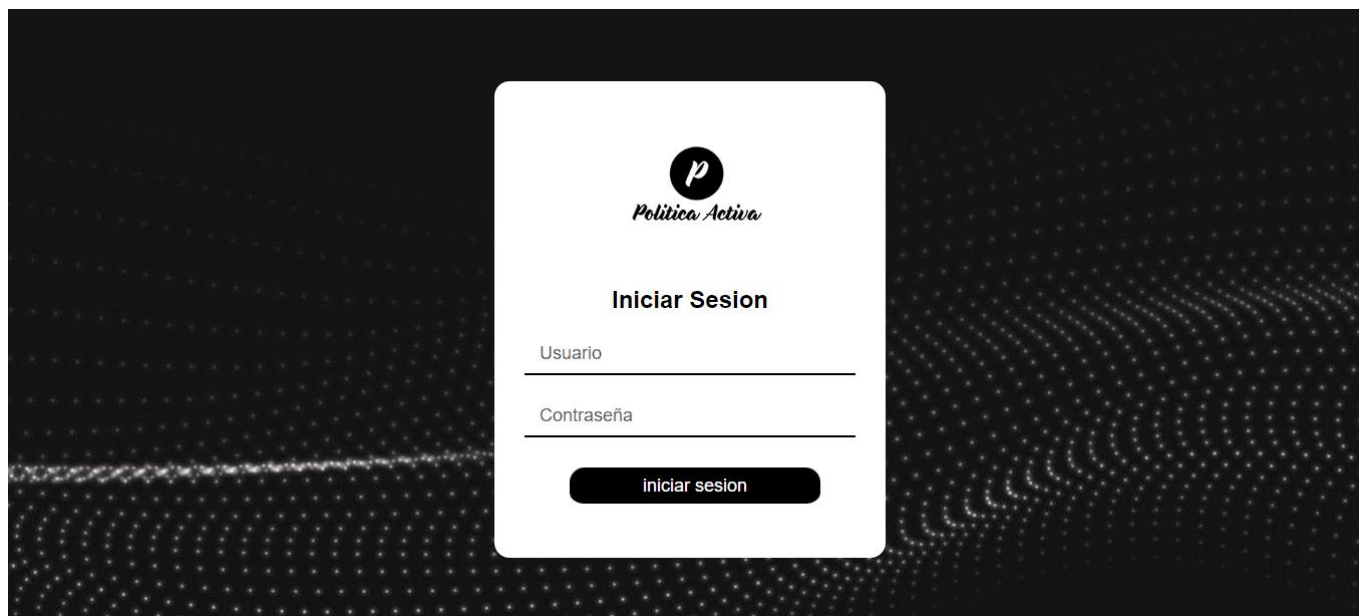 P
Politica Activa
Iniciar Sesion
Usuario
Contraseña
iniciar sesion